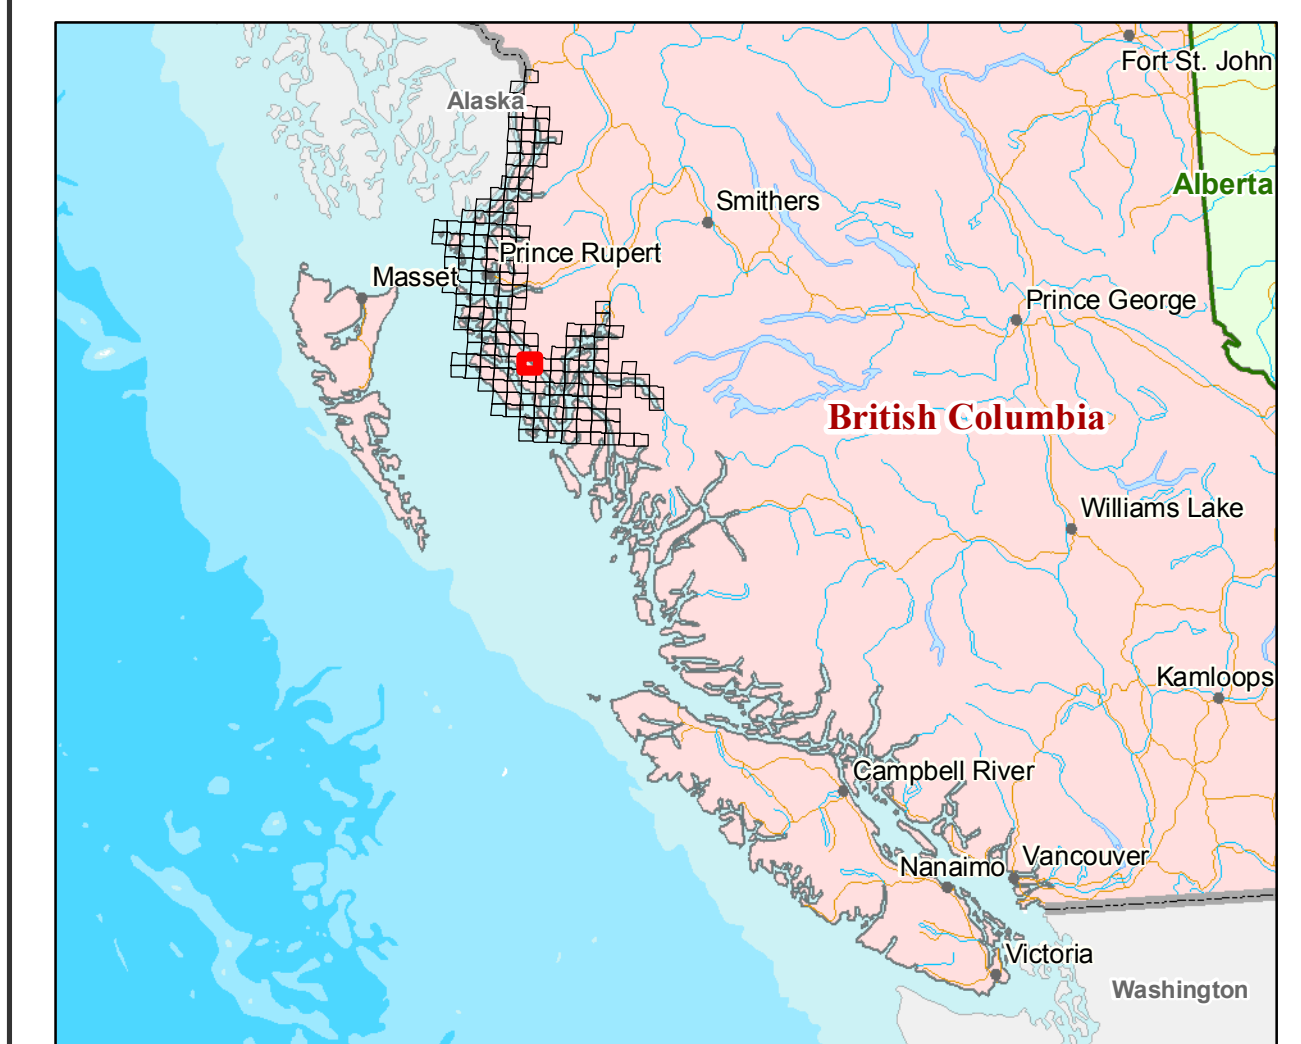 Fort St. John
Alaska
Alberta
Smithers
Prince Rupert
Masset
Prince George
British Columbia
Williams Lake
Kamloops
Campbell River
Vancouver
Nanaimo
Victoria
Washington